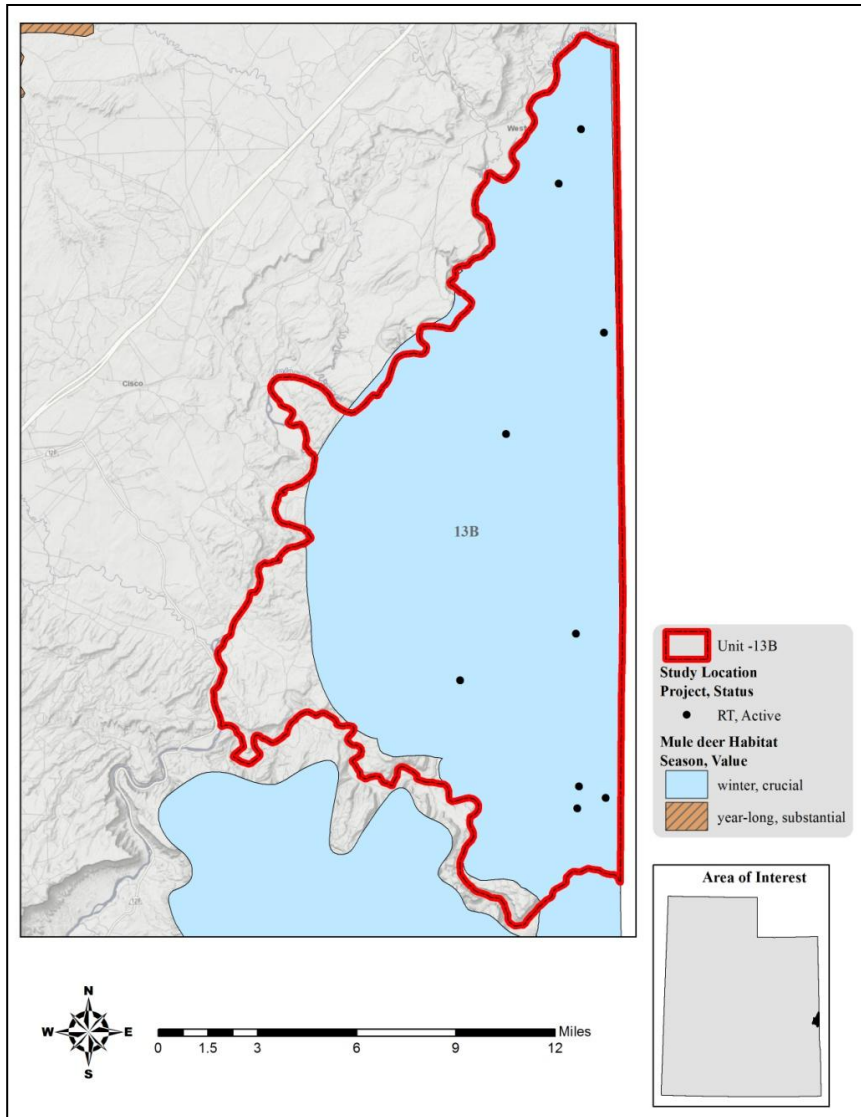 West
Cisco
13B
Unit -13B
Study Location
Project, Status
RT, Active
Mule deer Habitat
Season, Value
winter, crucial
year-long, substantial
Area of Interest
N
W
E
S
Miles
0 1.5 3 6 9 12